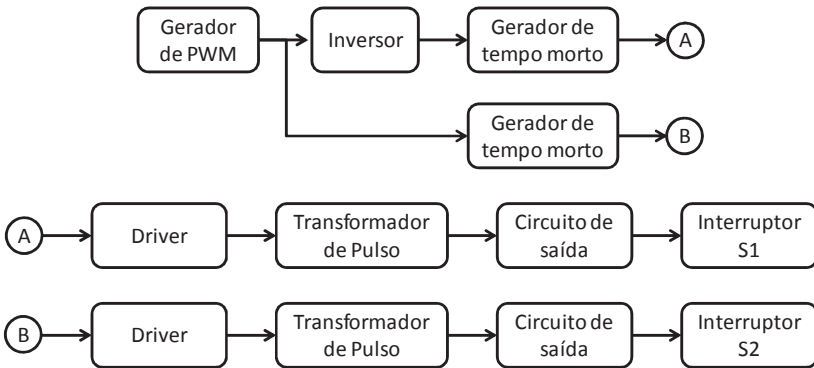 Gerador
de PWM
Inversor
Gerador de
tempo morto
A
Gerador de
tempo morto
B
A
Driver
Transformador
de Pulso
Circuito de
saída
Interruptor
S1
B
Driver
Transformador
de Pulso
Circuito de
saída
Interruptor
S2